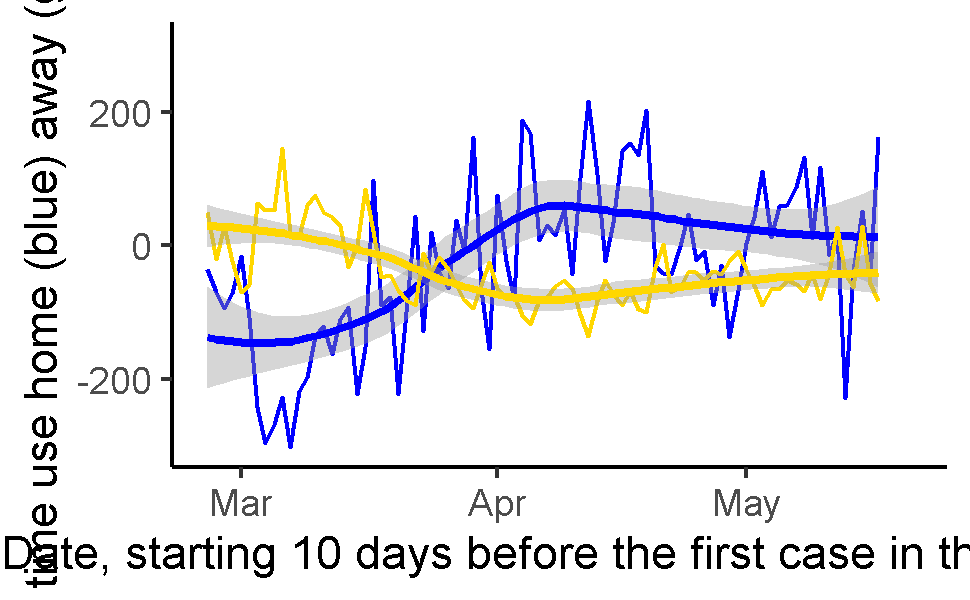 time use home (blue) away (
200
0
-200
Mar Apr May
Date, starting 10 days before the first case in